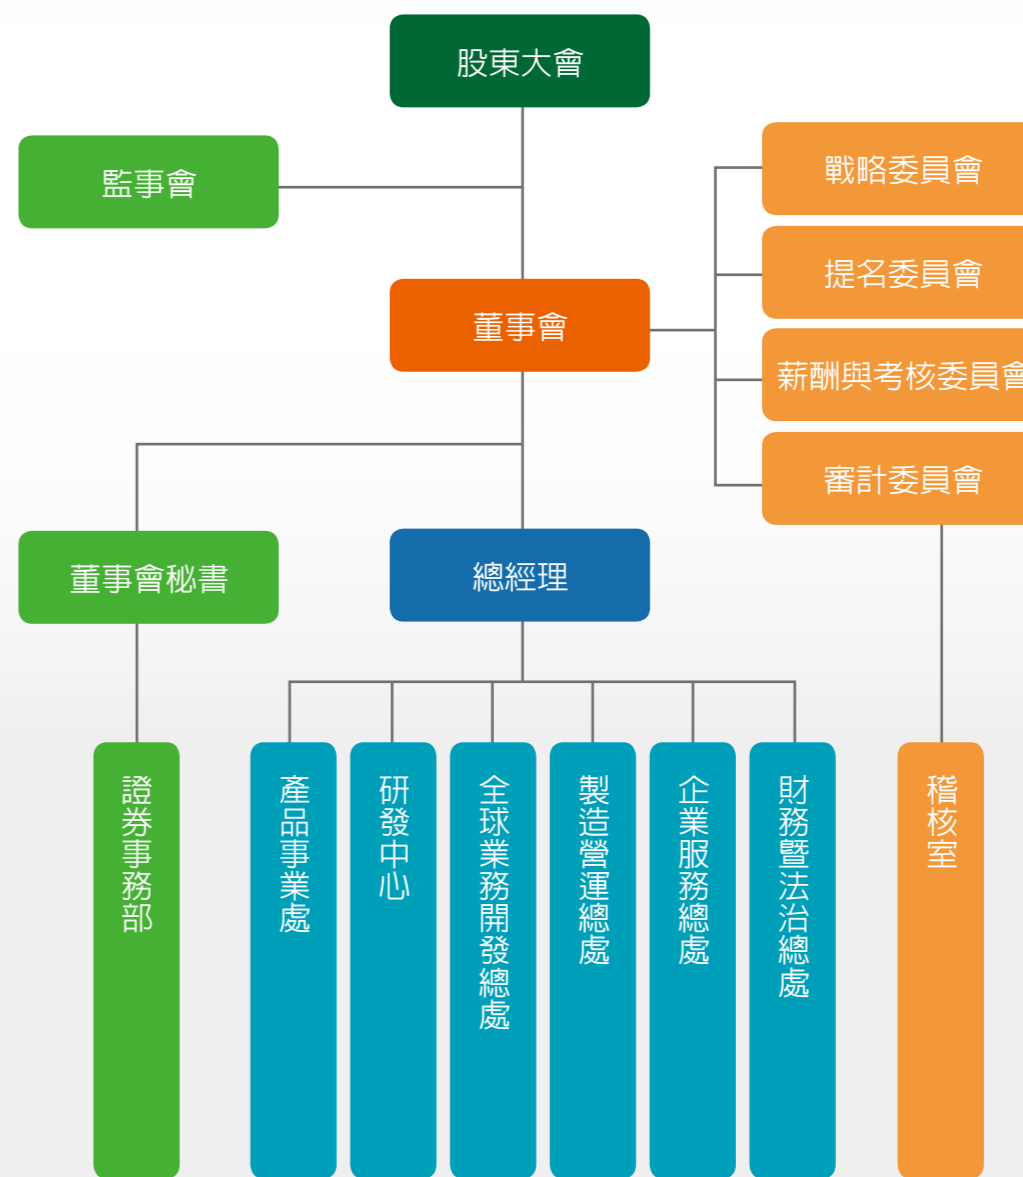 股東大會
監事會
戰略委員會
提名委員會
董事會
薪酬與考核委員會
審計委員會
董事會秘書
總經理
證券事務部
產品事業處
研發中心
全球業務開發總處
製造營運總處
企業服務總處
財務暨法治總處
稽核室